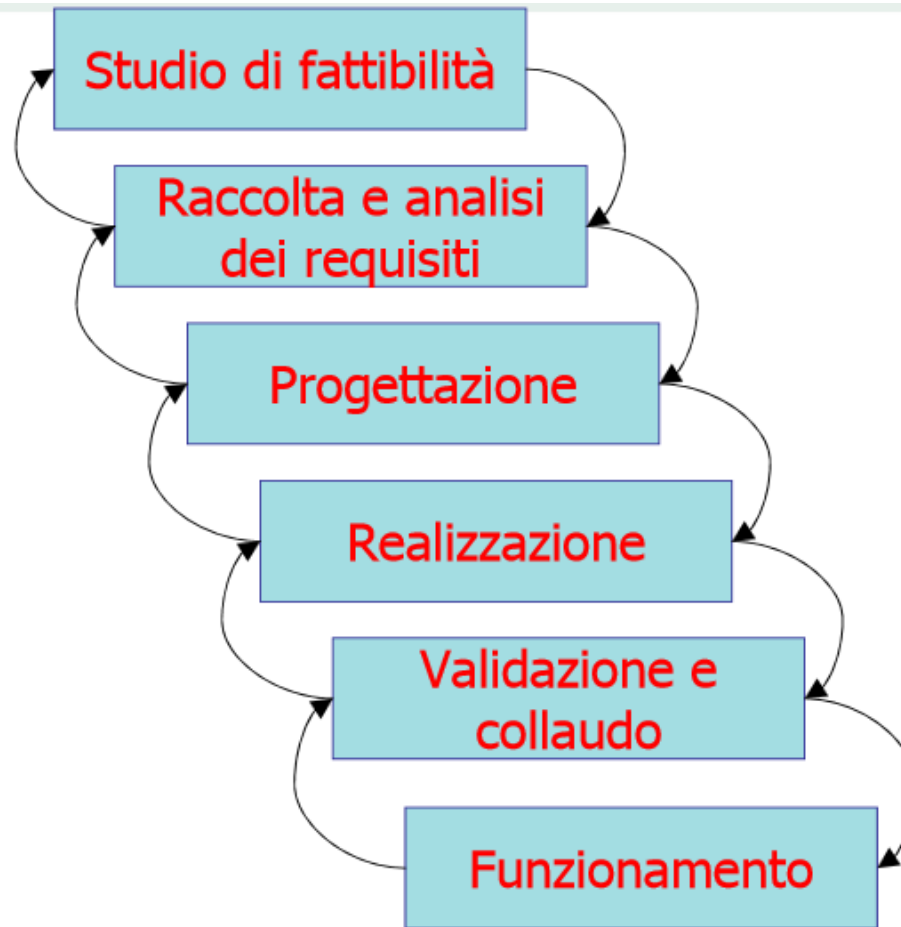 Studio di fattibilità
Raccolta e analisi
dei requisiti
Progettazione
Realizzazione
Validazione e
collaudo
Funzionamento